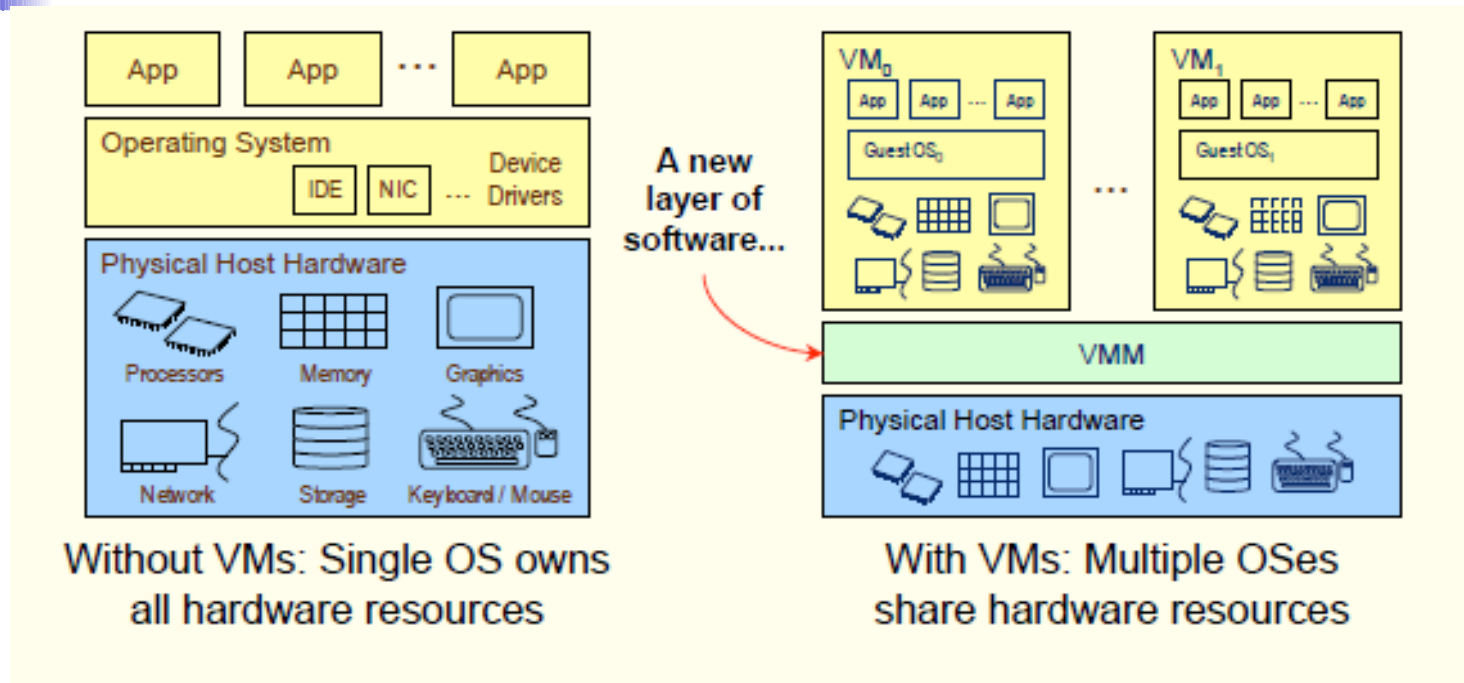 App App ... App
Operating System
IDE NIC ... Device
Drivers
Physical Host Hardware
Processors Memory Graphics
Network Storage Keyboard / Mouse
Without VMs: Single OS owns
all hardware resources
A new
layer of
software...
VM₀
App App ... App
Guest OS₀
...
VM₁
App App ... App
Guest OS₁
VMM
Physical Host Hardware
With VMs: Multiple OSes
share hardware resources